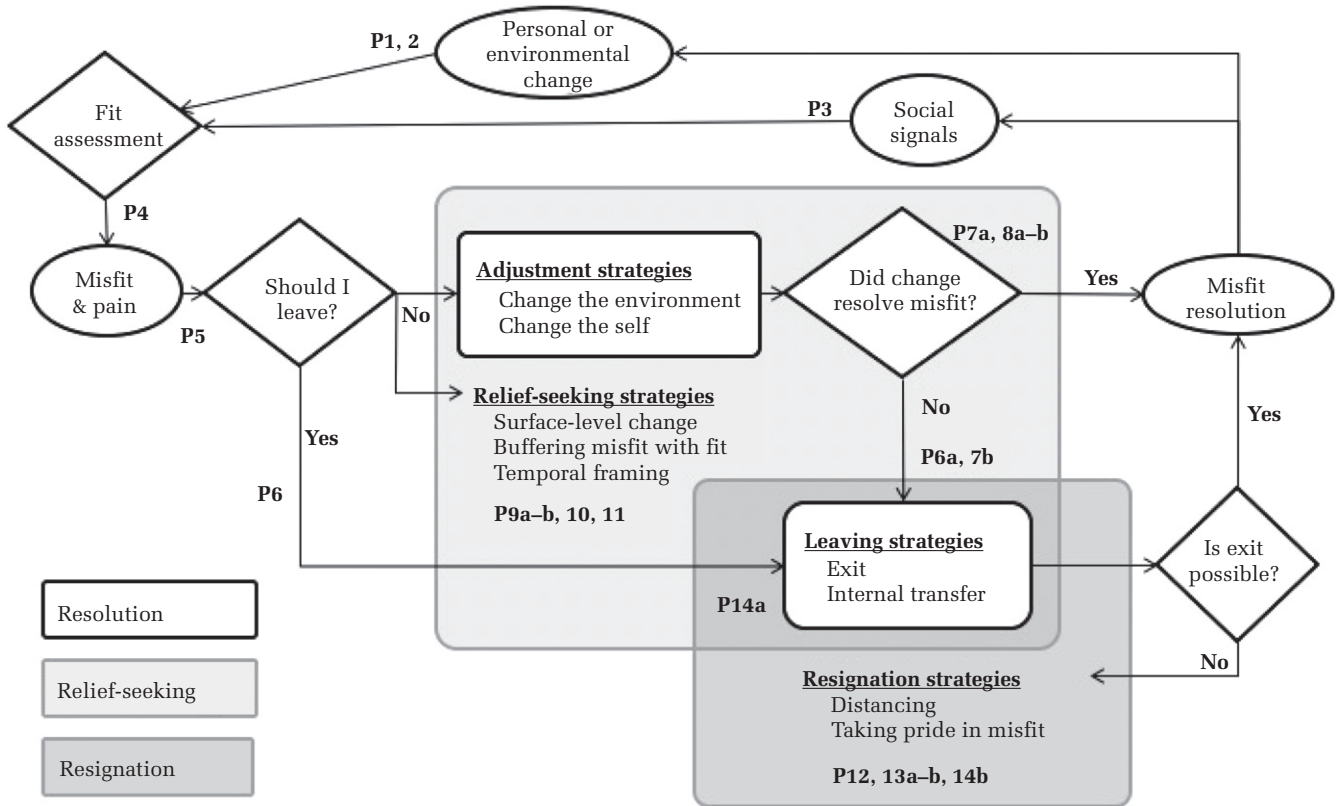 P1, 2
Personal or
environmental
change
Fit
assessment
P3
Social
signals
P4
Misfit
& pain
P5
Should I
leave?
No
Adjustment strategies
Change the environment
Change the self
Did change
resolve misfit?
P7a, 8a–b
Yes
Misfit
resolution
Relief-seeking strategies
Surface-level change
Buffering misfit with fit
Temporal framing
P9a–b, 10, 11
Yes
P6
No
P6a, 7b
Yes
Leaving strategies
Exit
Internal transfer
P14a
Is exit
possible?
No
Resignation strategies
Distancing
Taking pride in misfit
P12, 13a–b, 14b
Resolution
Relief-seeking
Resignation